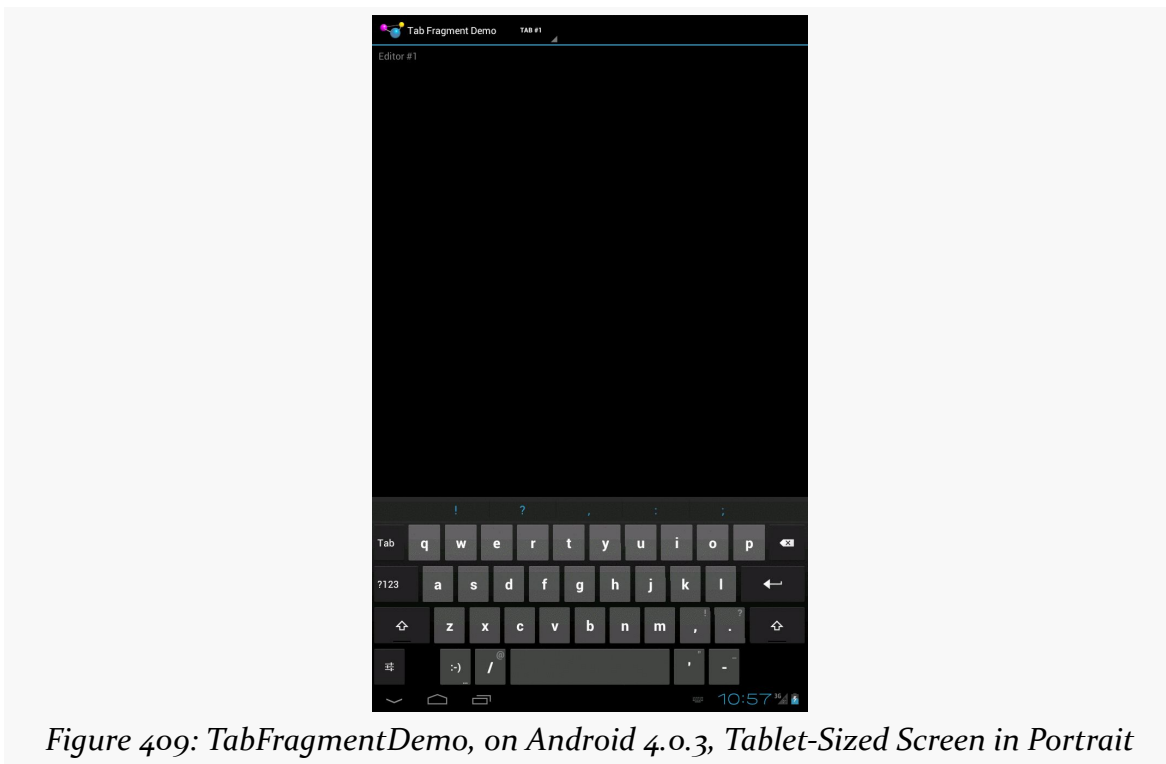 Tab Fragment Demo TAB #1
Editor #1
! ? , : ;
Tab q w e r t y u i o p
?123 a s d f g h j k l
z x c v b n m , ! . ?
:-) / @ ' " - _
10:57 3G
Figure 409: TabFragmentDemo, on Android 4.0.3, Tablet-Sized Screen in Portrait